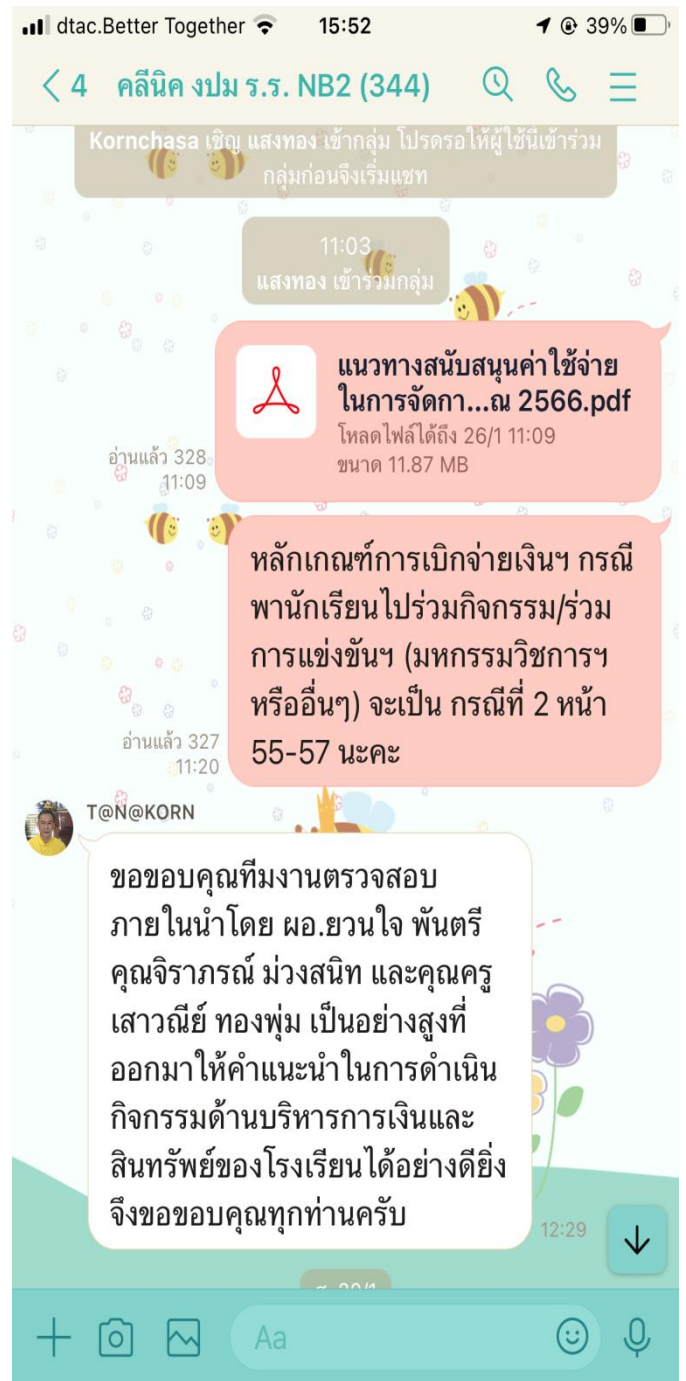 dtac.Better Together 15:52 39%
4 คลีนิค งปม ร.ร. NB2 (344)
Kornchasa เชิญ แสงทอง เข้ากลุ่ม โปรดรอให้ผู้ใช้นี้เข้าร่วม
กลุ่มก่อนจึงเริ่มแชท
11:03
แสงทอง เข้าร่วมกลุ่ม
แนวทางสนับสนุนค่าใช้จ่าย
ในการจัดกา...ณ 2566.pdf
โหลดไฟล์ได้ถึง 26/1 11:09
ขนาด 11.87 MB
อ่านแล้ว 328
11:09
หลักเกณฑ์การเบิกจ่ายเงินฯ กรณี
พานักเรียนไปร่วมกิจกรรม/ร่วม
การแข่งขันฯ (มหกรรมวิชการฯ
หรืออื่นๆ) จะเป็น กรณีที่ 2 หน้า
55-57 นะคะ
อ่านแล้ว 327
11:20
T@N@KORN
ขอขอบคุณทีมงานตรวจสอบ
ภายในนำโดย ผอ.ยวนใจ พันตรี
คุณจิราภรณ์ ม่วงสนิท และคุณครู
เสาวณีย์ ทองพุ่ม เป็นอย่างสูงที่
ออกมาให้คำแนะนำในการดำเนิน
กิจกรรมด้านบริหารการเงินและ
สินทรัพย์ของโรงเรียนได้อย่างดียิ่ง
จึงขอขอบคุณทุกท่านครับ
12:29
Aa